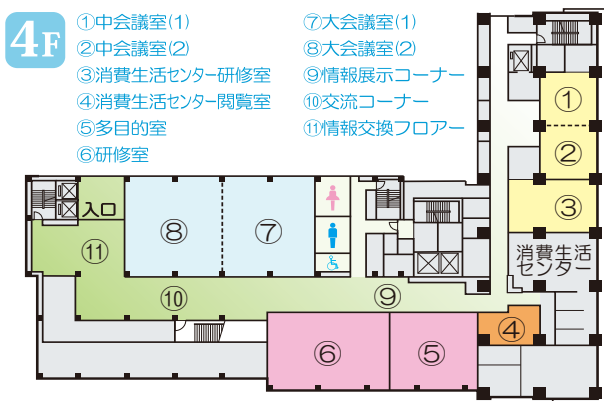 4F
①中会議室(1)
②中会議室(2)
③消費生活センター研修室
④消費生活センター閲覧室
⑤多目的室
⑥研修室
⑦大会議室(1)
⑧大会議室(2)
⑨情報展示コーナー
⑩交流コーナー
⑪情報交換フロアー
①
②
③
入口
⑧
⑦
⑪
消費生活
センター
⑩
⑨
④
⑥
⑤